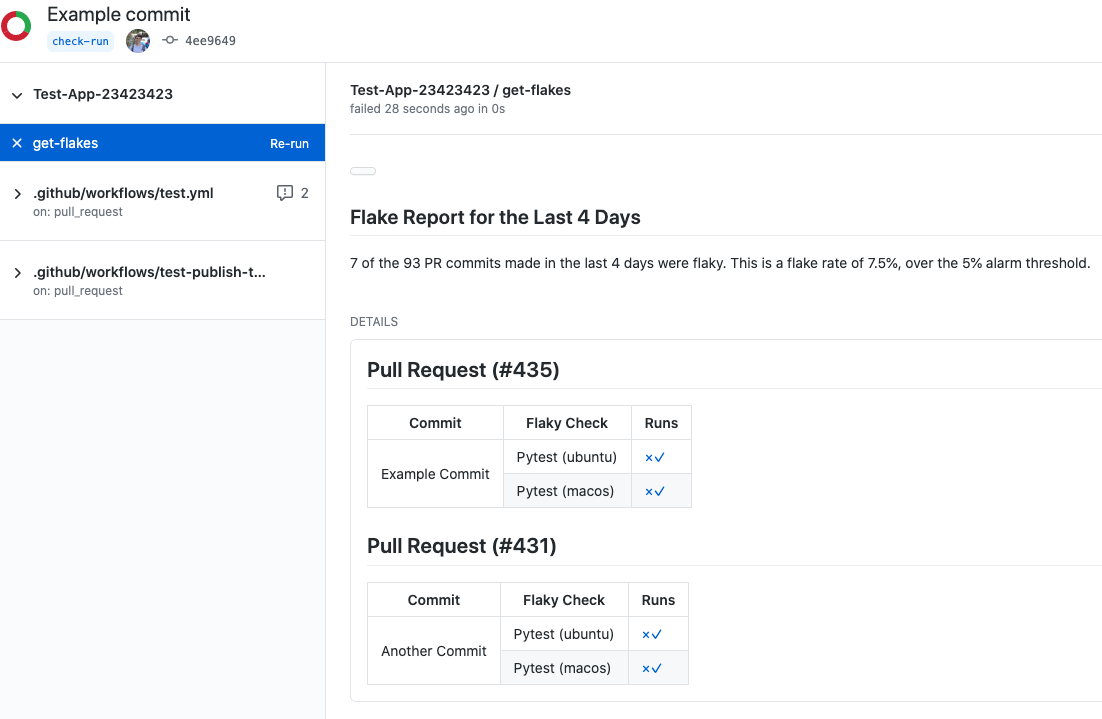 Example commit
check-run 4ee9649
Test-App-23423423
get-flakes Re-run
.github/workflows/test.yml 2
on: pull_request
.github/workflows/test-publish-t...
on: pull_request
Test-App-23423423 / get-flakes
failed 28 seconds ago in 0s
Flake Report for the Last 4 Days
7 of the 93 PR commits made in the last 4 days were flaky. This is a flake rate of 7.5%, over the 5% alarm threshold.
DETAILS
Pull Request (#435)
Commit Flaky Check Runs
Example Commit
Pytest (ubuntu) ×✓
Pytest (macos) ×✓
Pull Request (#431)
Commit Flaky Check Runs
Another Commit
Pytest (ubuntu) ×✓
Pytest (macos) ×✓